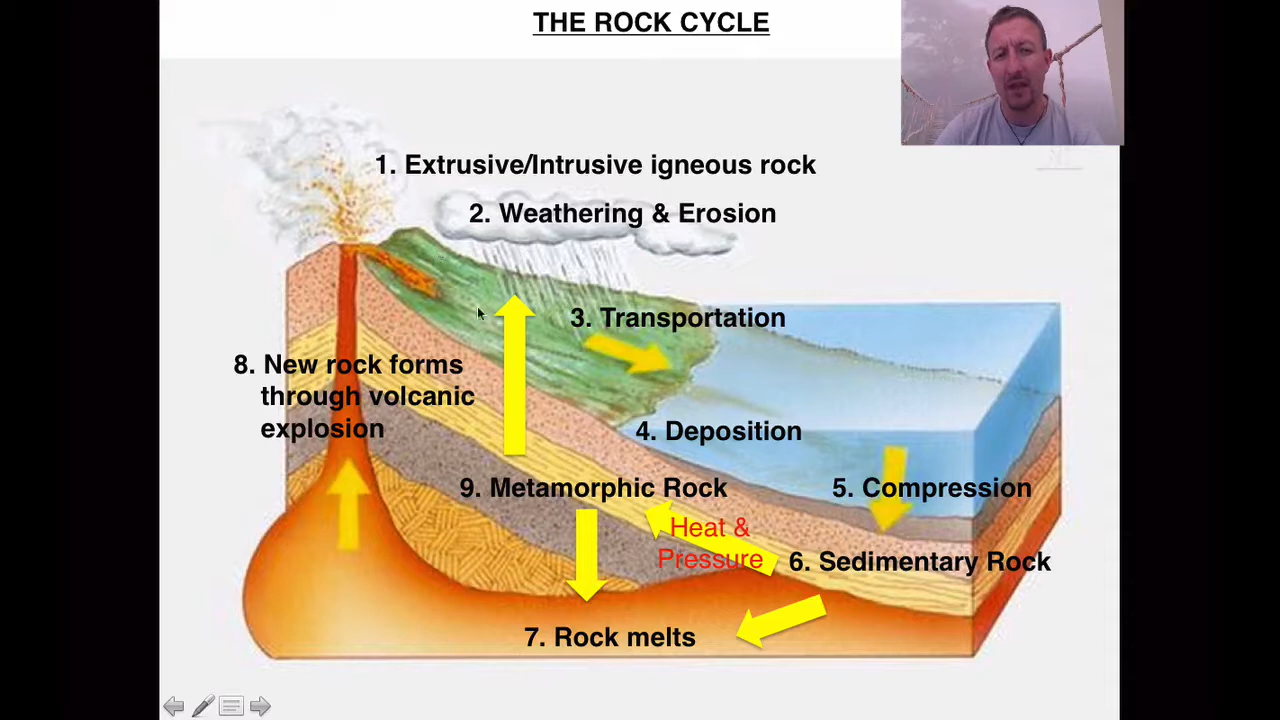 THE ROCK CYCLE
1. Extrusive/Intrusive igneous rock
2. Weathering & Erosion
3. Transportation
8. New rock forms
through volcanic
explosion
4. Deposition
9. Metamorphic Rock
5. Compression
Heat &
Pressure
6. Sedimentary Rock
7. Rock melts